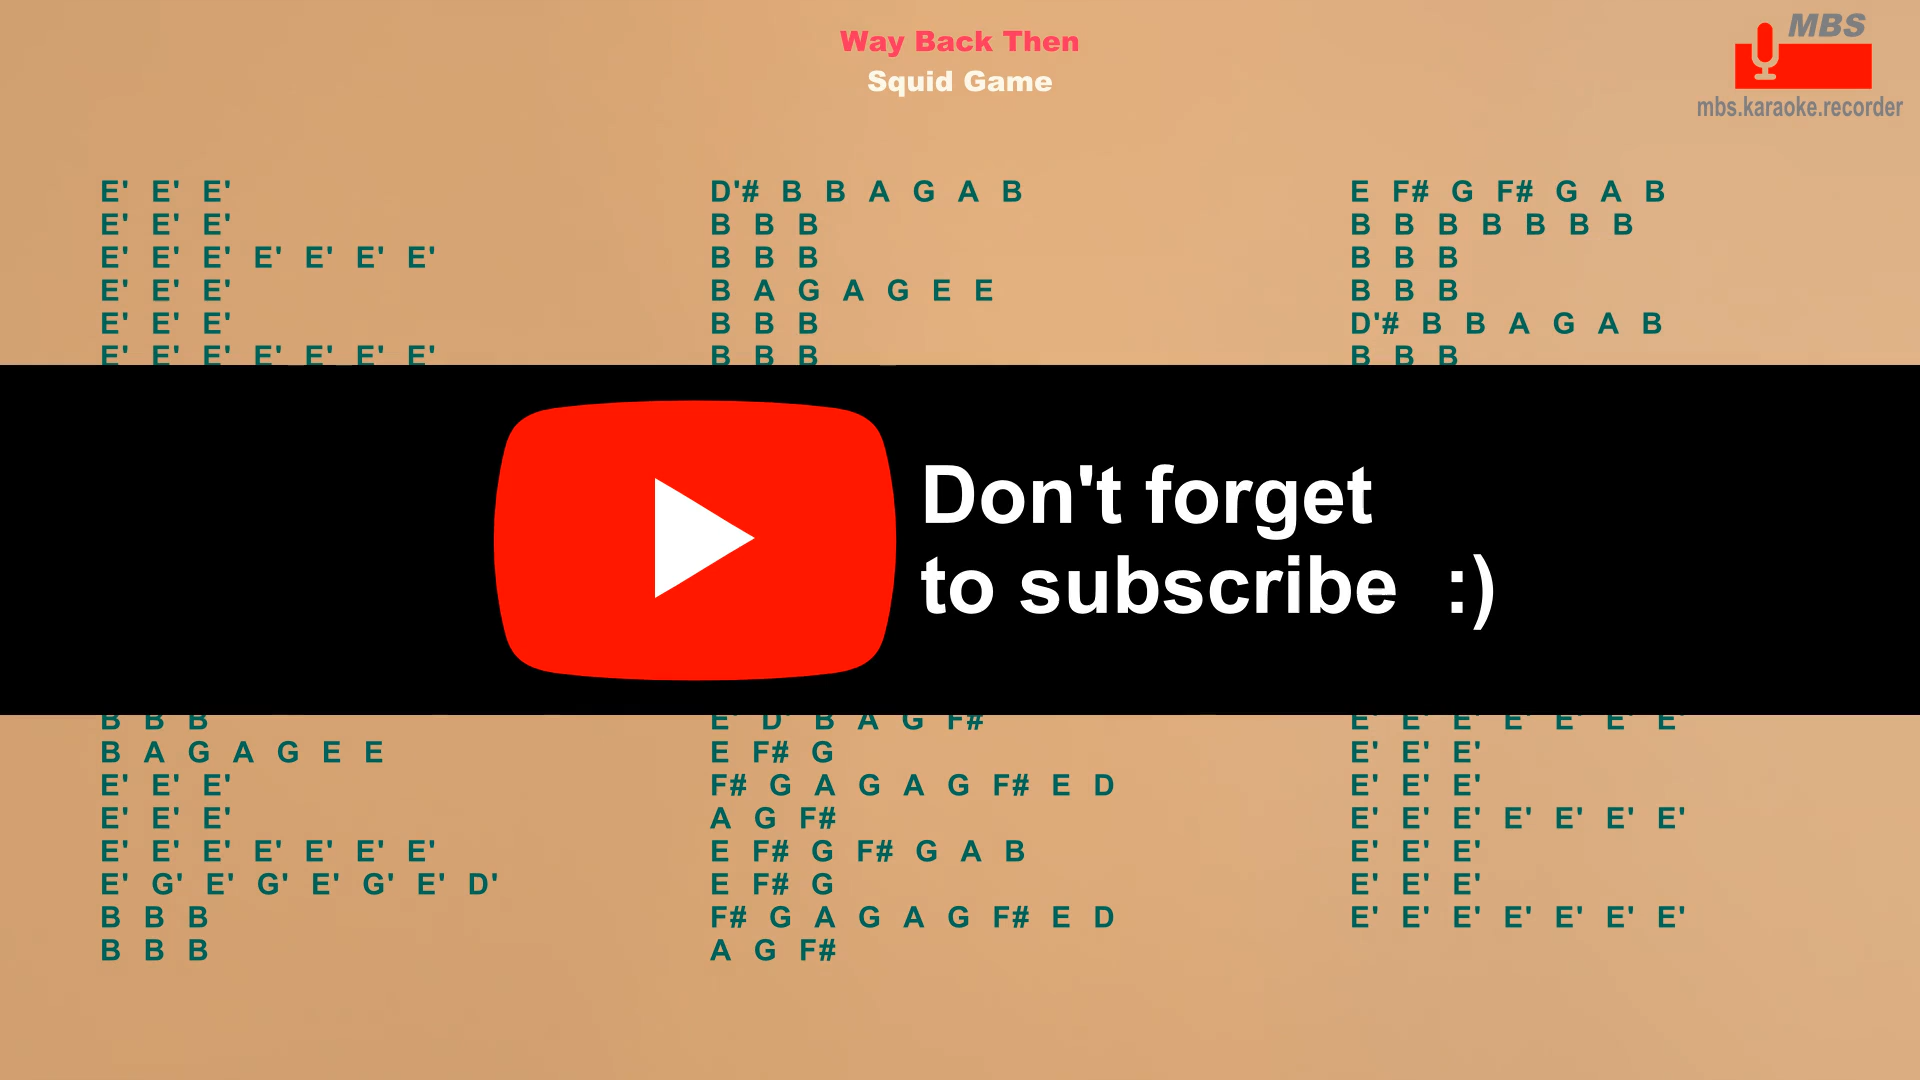 Way Back Then
Squid Game
MBS
mbs.karaoke.recorder
E' E' E'
E' E' E'
E' E' E' E' E' E' E'
E' E' E'
E' E' E'
E' E' E' E' E' E' E'
D'# B B A G A B
B B B
B B B
B A G A G E E
B B B
B B B
E F# G F# G A B
B B B B B B B
B B B
B B B
D'# B B A G A B
B B B
Don't forget
to subscribe :)
B B B
B A G A G E E
E' E' E'
E' E' E'
E' E' E' E' E' E' E'
E' G' E' G' E' G' E' D'
B B B
B B B
E' D' B A G F#
E F# G
F# G A G A G F# E D
A G F#
E F# G F# G A B
E F# G
F# G A G A G F# E D
A G F#
E' E' E' E' E' E' E'
E' E' E'
E' E' E'
E' E' E' E' E' E' E'
E' E' E'
E' E' E'
E' E' E' E' E' E' E'